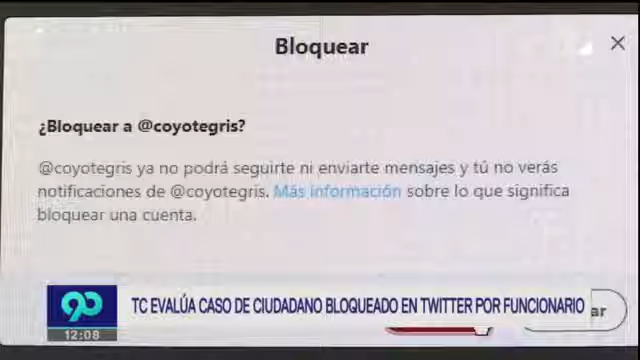 Bloquear
¿Bloquear a @coyotegris?
@coyotegris ya no podrá seguirte ni enviarte mensajes y tú no verás
notificaciones de @coyotegris. Más información sobre lo que significa
bloquear una cuenta.
90 TC EVALÚA CASO DE CIUDADANO BLOQUEADO EN TWITTER POR FUNCIONARIO
12:08